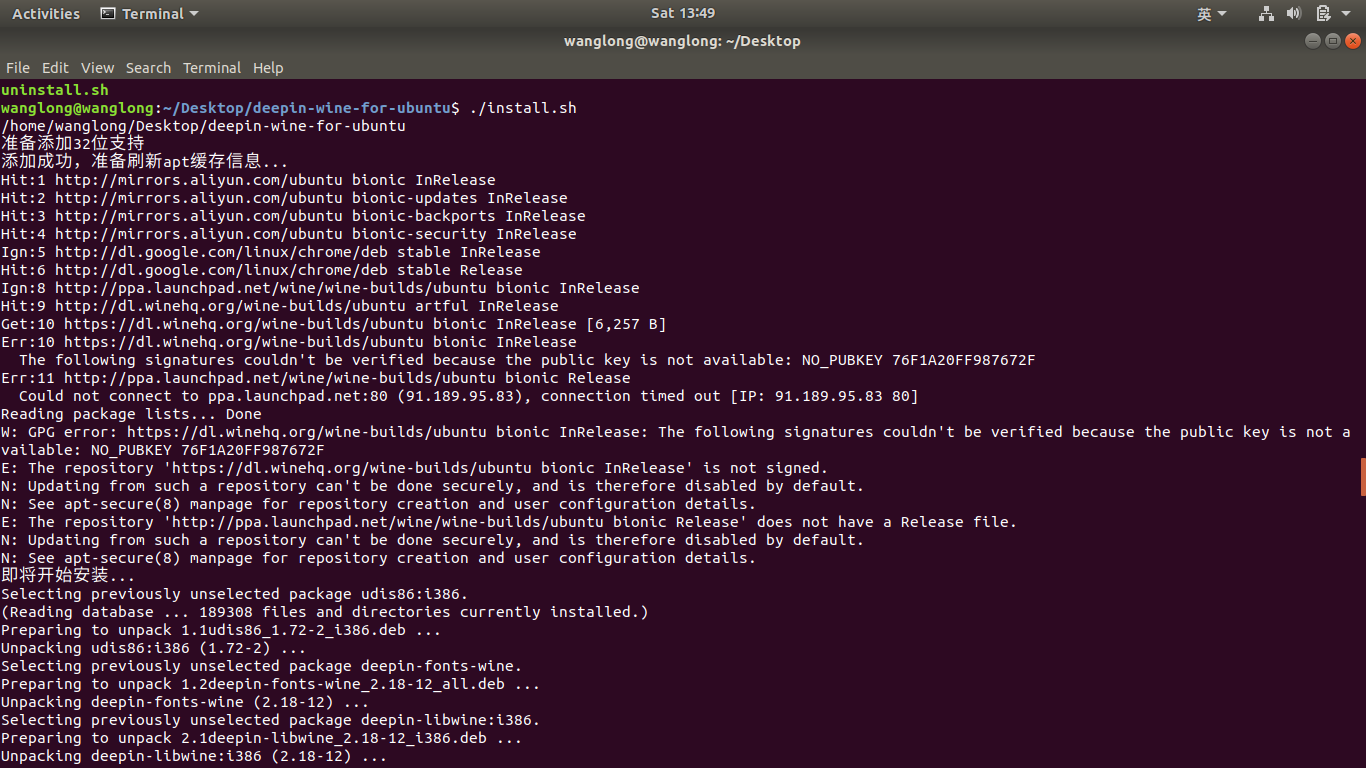 Activities Terminal Sat 13:49 英
wanglong@wanglong: ~/Desktop
File Edit View Search Terminal Help
uninstall.sh
wanglong@wanglong:~/Desktop/deepin-wine-for-ubuntu$ ./install.sh
/home/wanglong/Desktop/deepin-wine-for-ubuntu
准备添加32位支持
添加成功，准备刷新apt缓存信息...
Hit:1 http://mirrors.aliyun.com/ubuntu bionic InRelease
Hit:2 http://mirrors.aliyun.com/ubuntu bionic-updates InRelease
Hit:3 http://mirrors.aliyun.com/ubuntu bionic-backports InRelease
Hit:4 http://mirrors.aliyun.com/ubuntu bionic-security InRelease
Ign:5 http://dl.google.com/linux/chrome/deb stable InRelease
Hit:6 http://dl.google.com/linux/chrome/deb stable Release
Ign:8 http://ppa.launchpad.net/wine/wine-builds/ubuntu bionic InRelease
Hit:9 http://dl.winehq.org/wine-builds/ubuntu artful InRelease
Get:10 https://dl.winehq.org/wine-builds/ubuntu bionic InRelease [6,257 B]
Err:10 https://dl.winehq.org/wine-builds/ubuntu bionic InRelease
The following signatures couldn't be verified because the public key is not available: NO_PUBKEY 76F1A20FF987672F
Err:11 http://ppa.launchpad.net/wine/wine-builds/ubuntu bionic Release
Could not connect to ppa.launchpad.net:80 (91.189.95.83), connection timed out [IP: 91.189.95.83 80]
Reading package lists... Done
W: GPG error: https://dl.winehq.org/wine-builds/ubuntu bionic InRelease: The following signatures couldn't be verified because the public key is not a
vailable: NO_PUBKEY 76F1A20FF987672F
E: The repository 'https://dl.winehq.org/wine-builds/ubuntu bionic InRelease' is not signed.
N: Updating from such a repository can't be done securely, and is therefore disabled by default.
N: See apt-secure(8) manpage for repository creation and user configuration details.
E: The repository 'http://ppa.launchpad.net/wine/wine-builds/ubuntu bionic Release' does not have a Release file.
N: Updating from such a repository can't be done securely, and is therefore disabled by default.
N: See apt-secure(8) manpage for repository creation and user configuration details.
即将开始安装...
Selecting previously unselected package udis86:i386.
(Reading database ... 189308 files and directories currently installed.)
Preparing to unpack 1.1udis86_1.72-2_i386.deb ...
Unpacking udis86:i386 (1.72-2) ...
Selecting previously unselected package deepin-fonts-wine.
Preparing to unpack 1.2deepin-fonts-wine_2.18-12_all.deb ...
Unpacking deepin-fonts-wine (2.18-12) ...
Selecting previously unselected package deepin-libwine:i386.
Preparing to unpack 2.1deepin-libwine_2.18-12_i386.deb ...
Unpacking deepin-libwine:i386 (2.18-12) ...